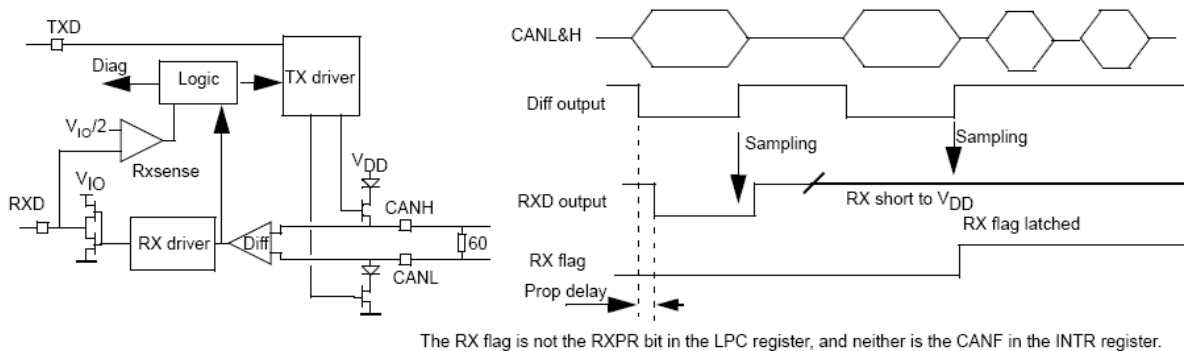 TXD
Diag
Logic
TX driver
VIO/2
Rxsense
VDD
VIO
RXD
CANH
RX driver
Diff
60
CANL
CANL&H
Diff output
Sampling
Sampling
RXD output
RX short to VDD
RX flag latched
RX flag
Prop delay
The RX flag is not the RXPR bit in the LPC register, and neither is the CANF in the INTR register.